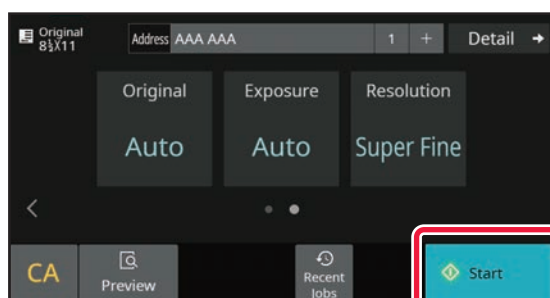 Original
8½X11
Address AAA AAA 1 + Detail
Original Exposure Resolution
Auto Auto Super Fine
CA
Preview
Recent
Jobs
Start